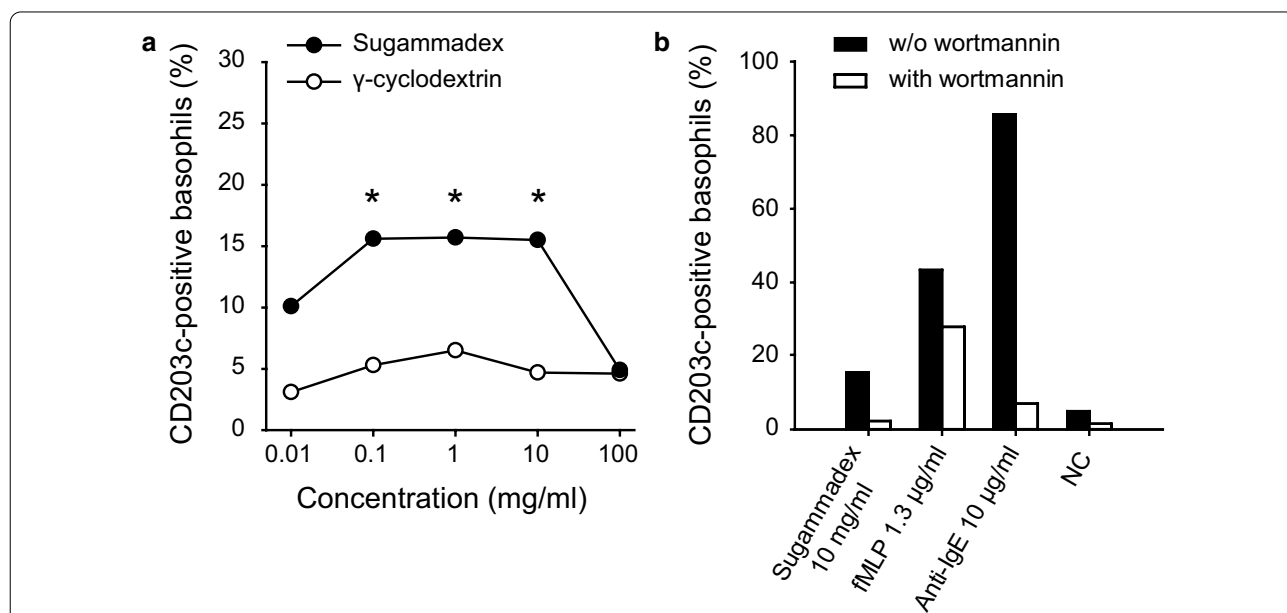 a
Sugammadex
γ-cyclodextrin
CD203c-positive basophils (%)
30
25
20
15
10
5
0
* * *
0.01 0.1 1 10 100
Concentration (mg/ml)
b
w/o wortmannin
with wortmannin
CD203c-positive basophils (%)
100
80
60
40
20
0
Sugammadex
10 mg/ml
fMLP 1.3 µg/ml
Anti-IgE 10 µg/ml
NC